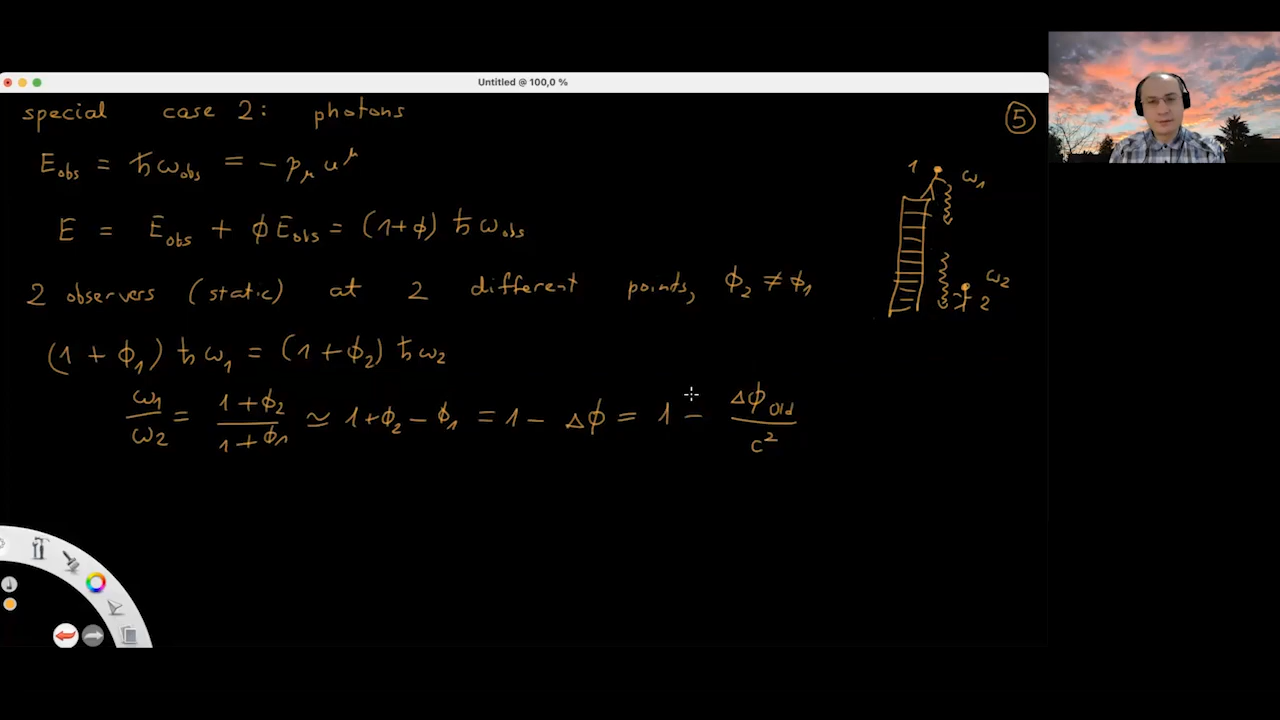 Untitled @ 100,0 %
special case 2: photons
⑤
E_obs = ħω_obs = - p_μ u^μ
E = E_obs + ϕ E_obs = (1+ϕ) ħω_obs
2 observers (static) at 2 different points, ϕ_2 ≠ ϕ_1
(1 + ϕ_1) ħω_1 = (1+ϕ_2) ħω_2
ω_1/ω_2 = (1+ϕ_2)/(1+ϕ_1) ≃ 1+ϕ_2 - ϕ_1 = 1 - Δϕ = 1 - Δϕ_Old/c^2
1 ω_1
ω_2
2